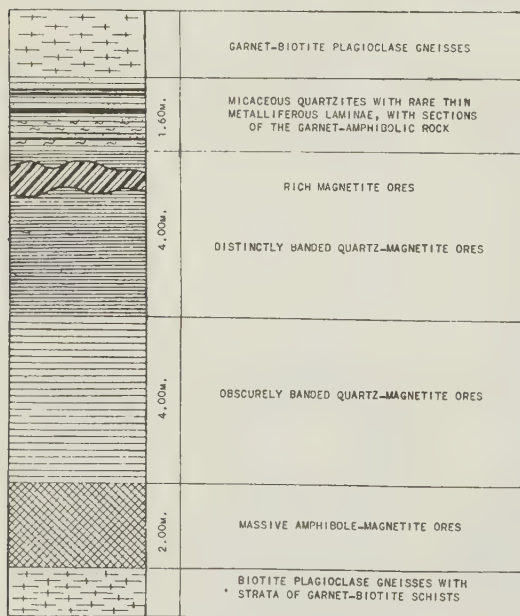 GARNET-BIOTITE PLAGIOCLASE GNEISSES
1.60M.
MICACEOUS QUARTZITES WITH RARE THIN
METALLIFEROUS LAMINAE, WITH SECTIONS
OF THE GARNET-AMPHIBOLIC ROCK
4.00M.
RICH MAGNETITE ORES
DISTINCTLY BANDED QUARTZ-MAGNETITE ORES
4.00M.
OBSCURELY BANDED QUARTZ-MAGNETITE ORES
2.00M.
MASSIVE AMPHIBOLE-MAGNETITE ORES
BIOTITE PLAGIOCLASE GNEISSES WITH
STRATA OF GARNET-BIOTITE SCHISTS